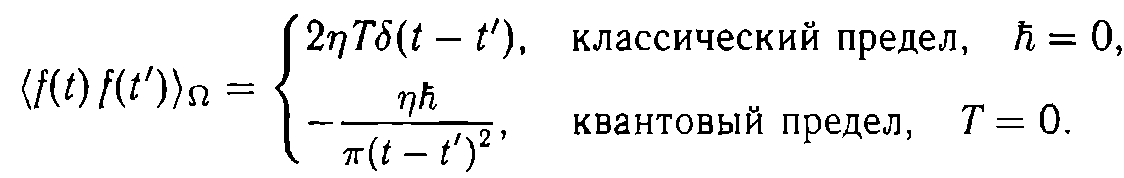 ⟨f(t) f(t′)⟩_Ω = { 2ηTδ(t − t′), классический предел, ħ = 0,
−ηħ / π(t − t′)², квантовый предел, T = 0.